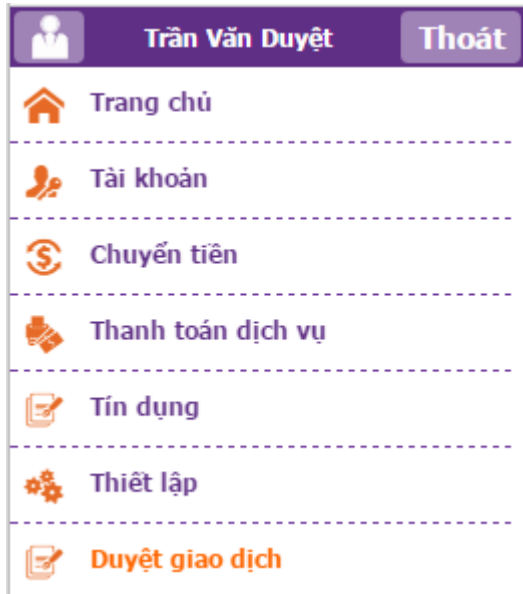 Trần Văn Duyệt Thoát
Trang chủ
Tài khoản
Chuyển tiền
Thanh toán dịch vụ
Tín dụng
Thiết lập
Duyệt giao dịch